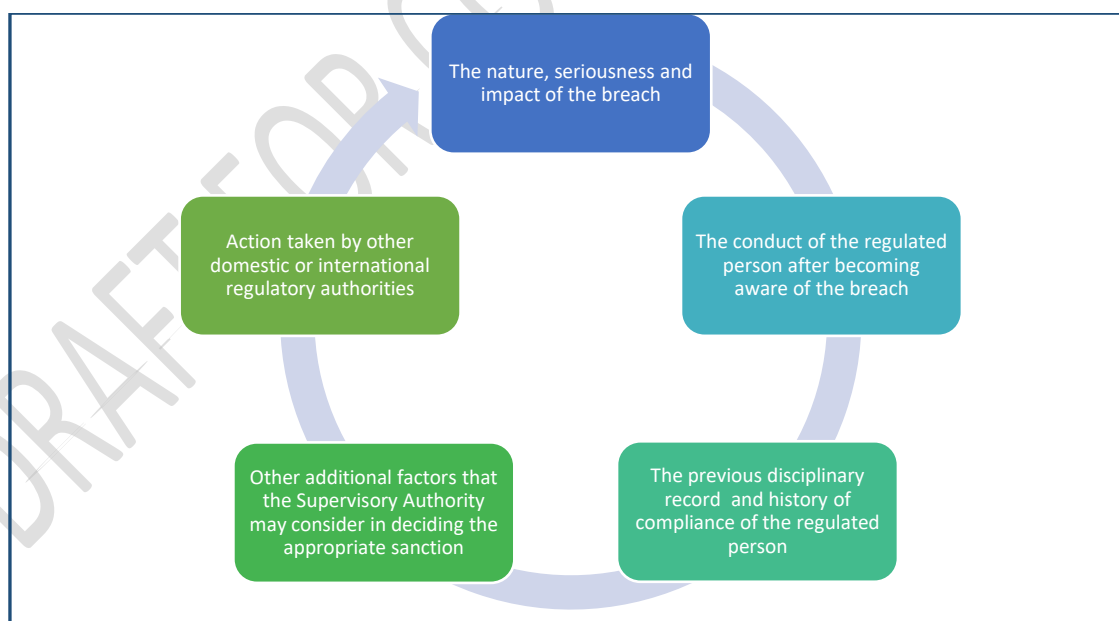 The nature, seriousness and
impact of the breach
The conduct of the regulated
person after becoming
aware of the breach
The previous disciplinary
record  and history of
compliance of the regulated
person
Other additional factors that
the Supervisory Authority
may consider in deciding the
appropriate sanction
Action taken by other
domestic or international
regulatory authorities
DRAFT FOR